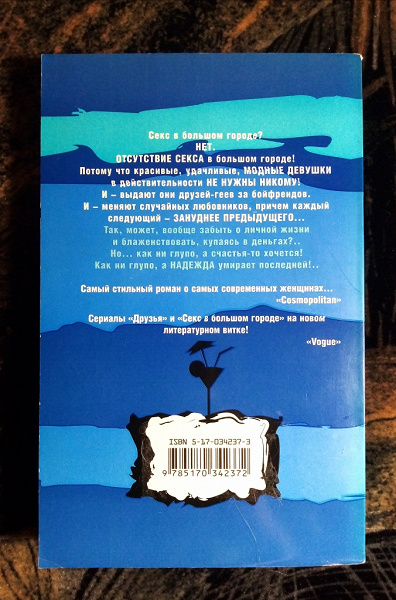 Секс в большом городе?
НЕТ.
ОТСУТСТВИЕ СЕКСА в большом городе!
Потому что красивые, удачливые, МОДНЫЕ ДЕВУШКИ
в действительности НЕ НУЖНЫ НИКОМУ!
И – выдают они друзей-геев за бойфрендов.
И – меняют случайных любовников, причем каждый
следующий – ЗАНУДНЕЕ ПРЕДЫДУЩЕГО...
Так, может, вообще забыть о личной жизни
и блаженствовать, купаясь в деньгах?..
Но... как ни глупо, а счастья-то хочется!
Как ни глупо, а НАДЕЖДА умирает последней!..
Самый стильный роман о самых современных женщинах...
«Cosmopolitan»
Сериалы «Друзья» и «Секс в большом городе» на новом
литературном витке!
«Vogue»
ISBN 5-17-034237-3
9 785170 342372